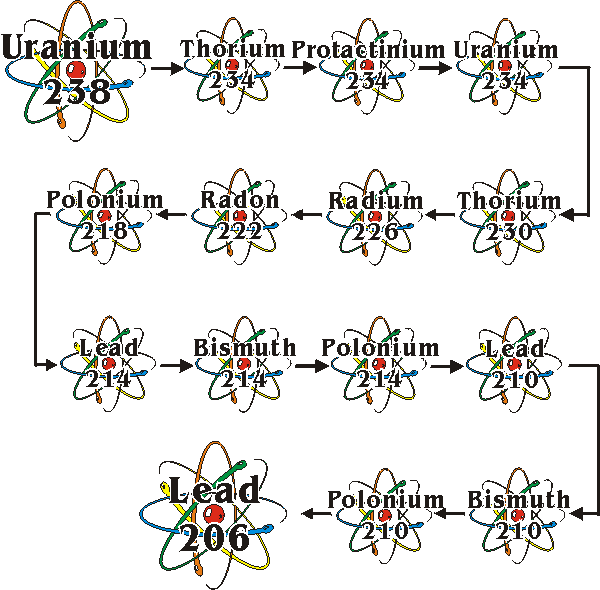 Uranium
238
Thorium
234
Protactinium
234
Uranium
234
Thorium
230
Radium
226
Radon
222
Polonium
218
Lead
214
Bismuth
214
Polonium
214
Lead
210
Bismuth
210
Polonium
210
Lead
206